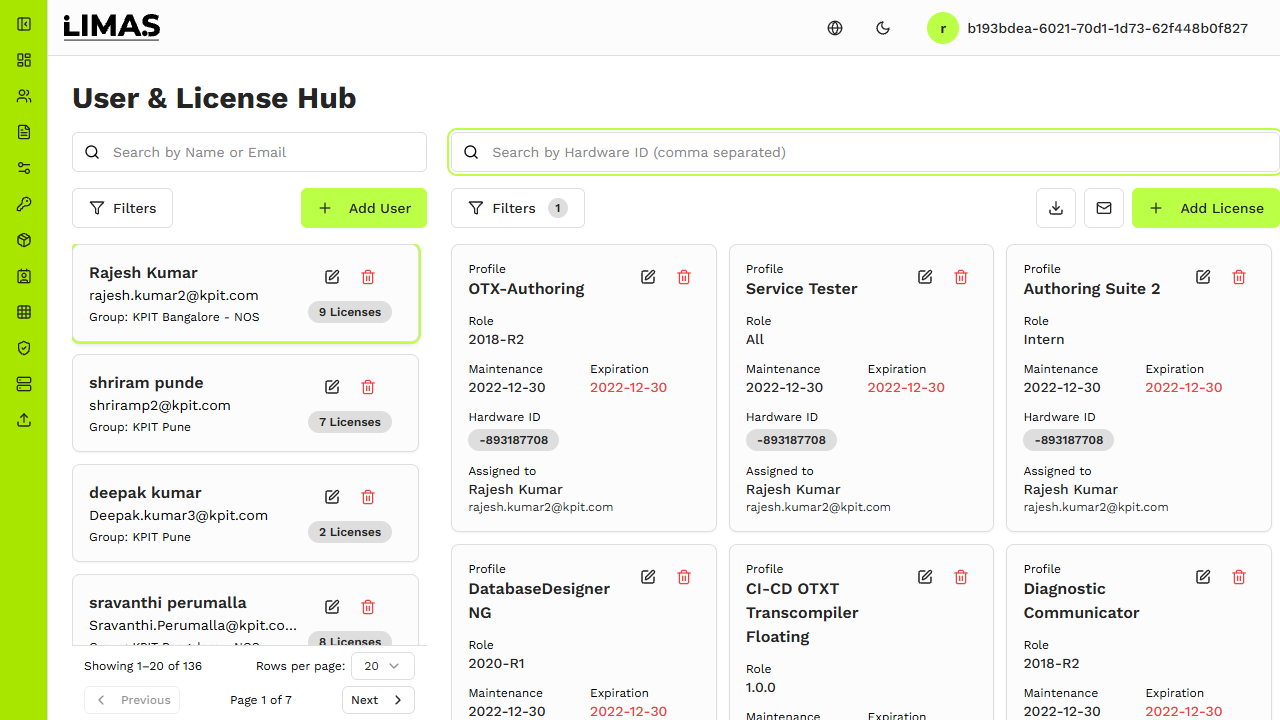 LIMAS
r
b193bdea-6021-70d1-1d73-62f448b0f827
User & License Hub
Search by Name or Email
Search by Hardware ID (comma separated)
Filters
Add User
Filters
1
Add License
Rajesh Kumar
rajesh.kumar2@kpit.com
Group: KPIT Bangalore - NOS
9 Licenses
shriram punde
shriramp2@kpit.com
Group: KPIT Pune
7 Licenses
deepak kumar
Deepak.kumar3@kpit.com
Group: KPIT Pune
2 Licenses
sravanthi perumalla
Sravanthi.Perumalla@kpit.co...
Group: KPIT Bangalore - NOS
8 Licenses
Showing 1–20 of 136
Rows per page:
20
Previous
Page 1 of 7
Next
Profile
OTX-Authoring
Role
2018-R2
Maintenance
Expiration
2022-12-30
2022-12-30
Hardware ID
-893187708
Assigned to
Rajesh Kumar
rajesh.kumar2@kpit.com
Profile
Service Tester
Role
All
Maintenance
Expiration
2022-12-30
2022-12-30
Hardware ID
-893187708
Assigned to
Rajesh Kumar
rajesh.kumar2@kpit.com
Profile
Authoring Suite 2
Role
Intern
Maintenance
Expiration
2022-12-30
2022-12-30
Hardware ID
-893187708
Assigned to
Rajesh Kumar
rajesh.kumar2@kpit.com
Profile
DatabaseDesigner
NG
Role
2020-R1
Maintenance
Expiration
2022-12-30
2022-12-30
Profile
CI-CD OTXT
Transcompiler
Floating
Role
1.0.0
Maintenance
Expiration
Profile
Diagnostic
Communicator
Role
2018-R2
Maintenance
Expiration
2022-12-30
2022-12-30